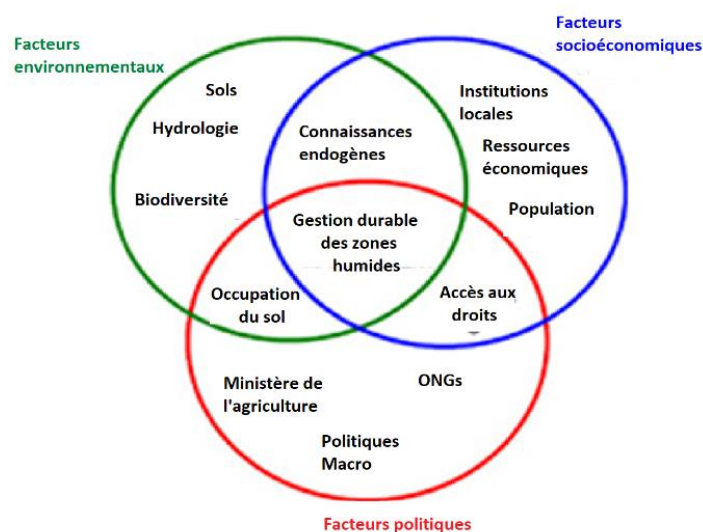 Facteurs
environnementaux
Facteurs
socioéconomiques
Sols
Hydrologie
Biodiversité
Connaissances
endogènes
Institutions
locales
Ressources
économiques
Population
Gestion durable
des zones
humides
Occupation
du sol
Accès aux
droits
Ministère de
l'agriculture
ONGs
Politiques
Macro
Facteurs politiques